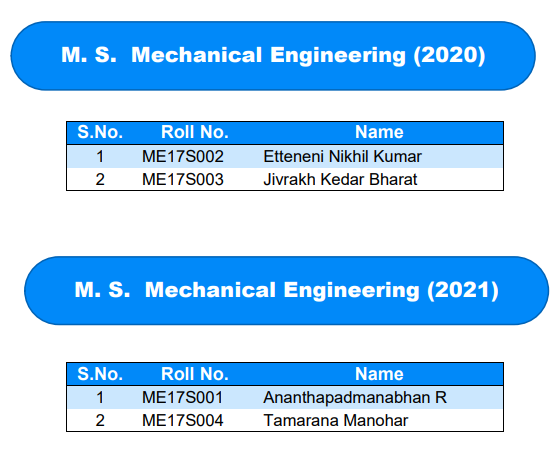 M. S.  Mechanical Engineering (2020)
S.No. Roll No. Name
1 ME17S002 Etteneni Nikhil Kumar
2 ME17S003 Jivrakh Kedar Bharat
M. S.  Mechanical Engineering (2021)
S.No. Roll No. Name
1 ME17S001 Ananthapadmanabhan R
2 ME17S004 Tamarana Manohar